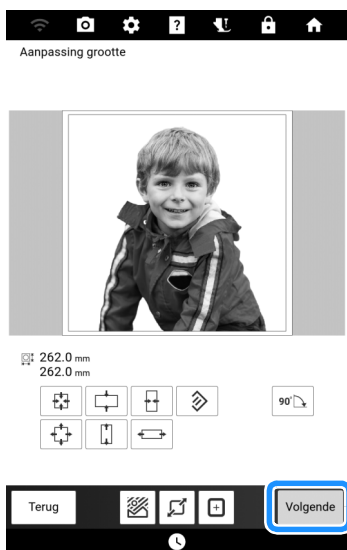 Aanpassing grootte
262.0 mm
262.0 mm
90°
Terug
Volgende